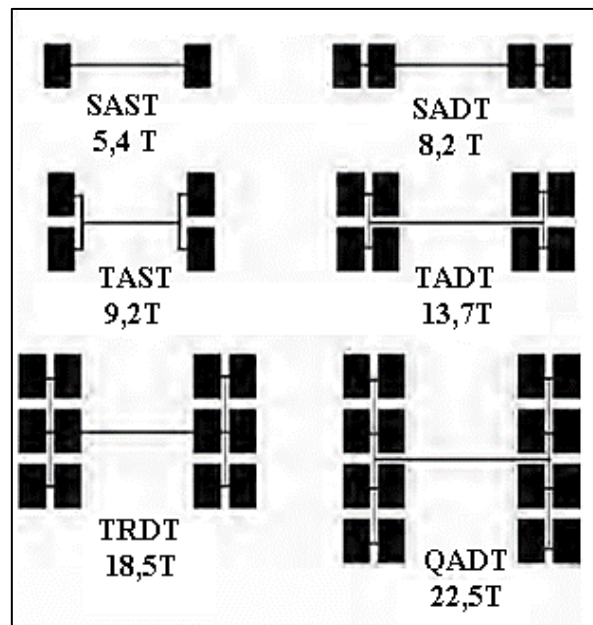 SAST
5,4 T
SADT
8,2 T
TAST
9,2T
TADT
13,7T
TRDT
18,5T
QADT
22,5T